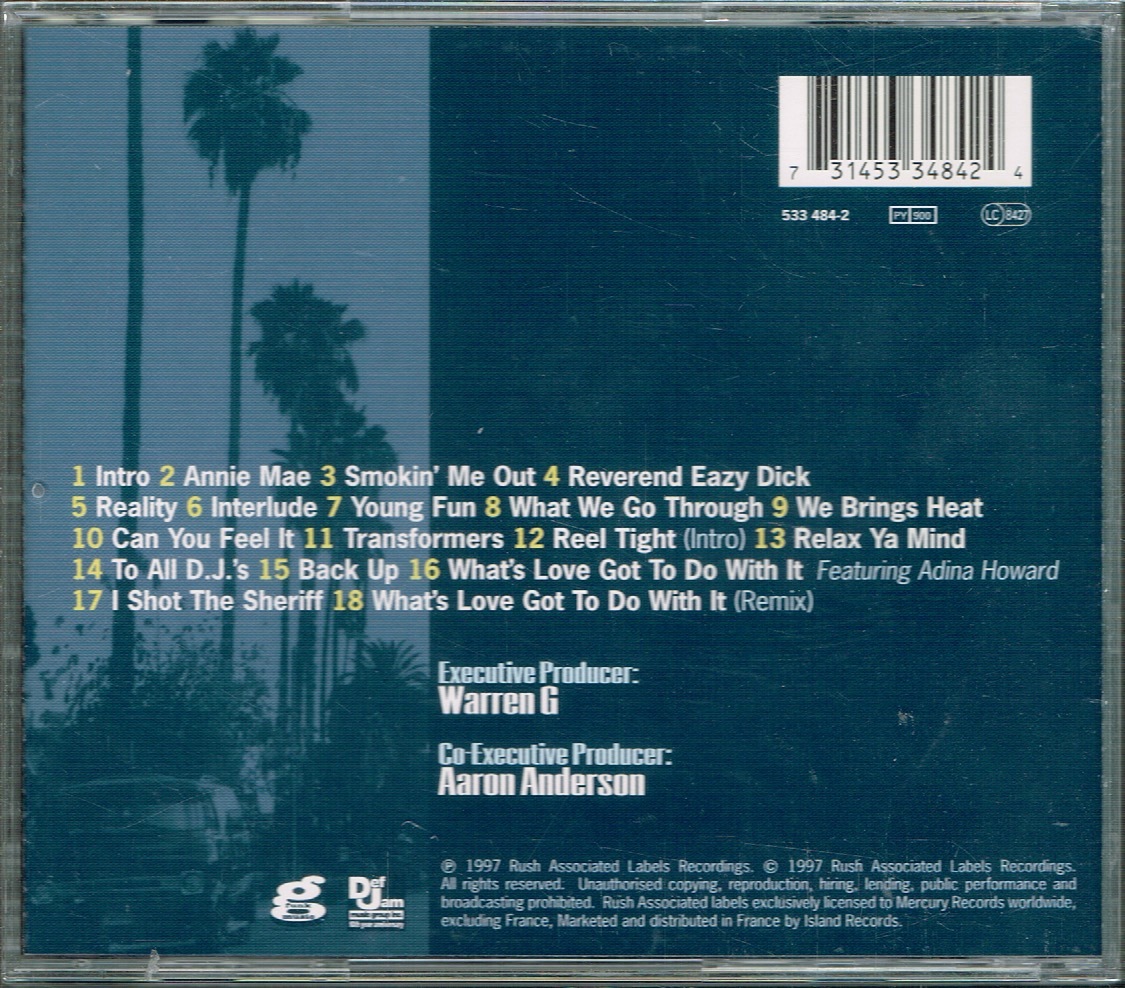 7 31453 34842 4
533 484-2 PY 900 LC 8427
1 Intro 2 Annie Mae 3 Smokin' Me Out 4 Reverend Eazy Dick
5 Reality 6 Interlude 7 Young Fun 8 What We Go Through 9 We Brings Heat
10 Can You Feel It 11 Transformers 12 Reel Tight (Intro) 13 Relax Ya Mind
14 To All D.J.'s 15 Back Up 16 What's Love Got To Do With It Featuring Adina Howard
17 I Shot The Sheriff 18 What's Love Got To Do With It (Remix)
Executive Producer:
Warren G
Co-Executive Producer:
Aaron Anderson
g funk music
Def Jam
℗ 1997 Rush Associated Labels Recordings. © 1997 Rush Associated Labels Recordings.
All rights reserved. Unauthorised copying, reproduction, hiring, lending, public performance and
broadcasting prohibited. Rush Associated labels exclusively licensed to Mercury Records worldwide,
excluding France, Marketed and distributed in France by Island Records.